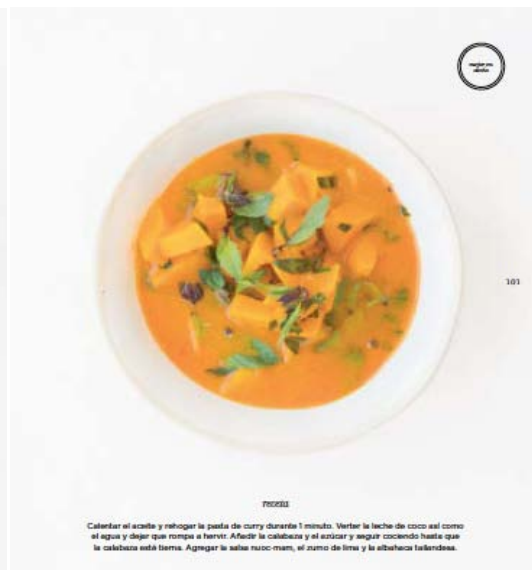 101
receta
Calentar el aceite y rehogar la pasta de curry durante 1 minuto. Verter la leche de coco así como
el agua y dejar que rompa a hervir. Añadir la calabaza y el azúcar y seguir cociendo hasta que
la calabaza esté tierna. Agregar la salsa nuoc-mam, el zumo de lima y la albahaca tailandesa.